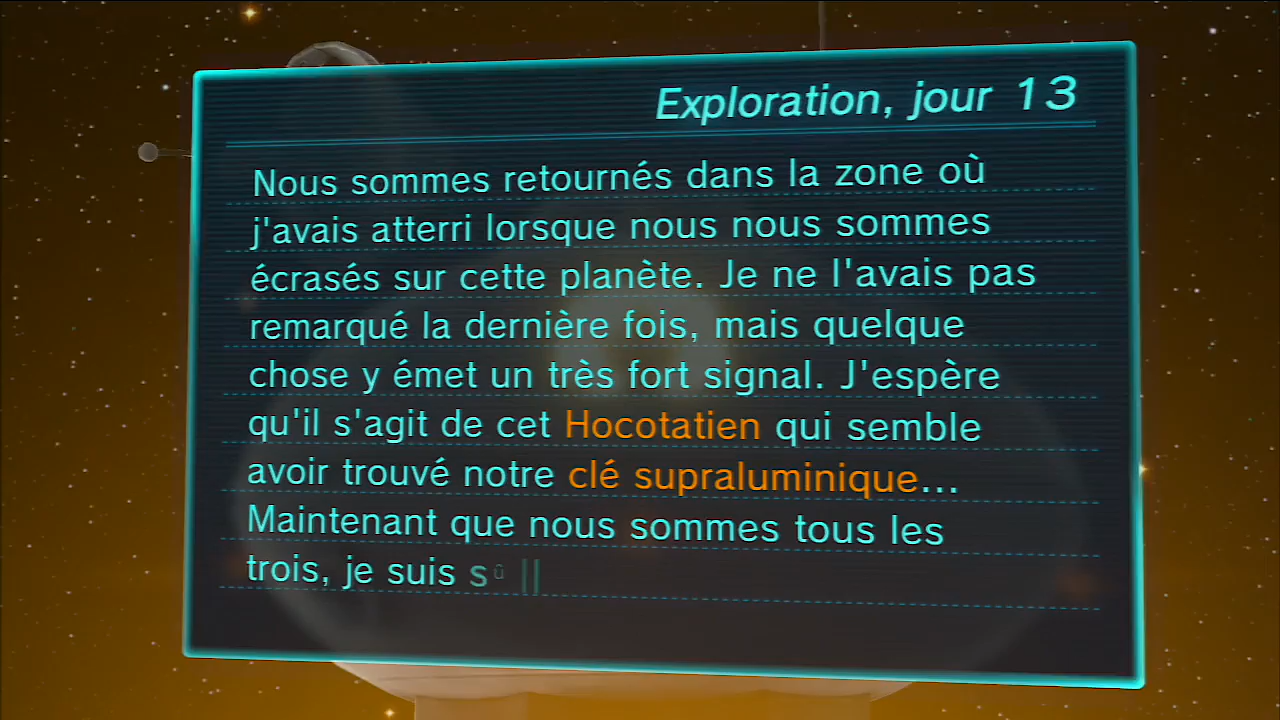 Exploration, jour 13
Nous sommes retournés dans la zone où
j'avais atterri lorsque nous nous sommes
écrasés sur cette planète. Je ne l'avais pas
remarqué la dernière fois, mais quelque
chose y émet un très fort signal. J'espère
qu'il s'agit de cet Hocotatien qui semble
avoir trouvé notre clé supraluminique...
Maintenant que nous sommes tous les
trois, je suis sû